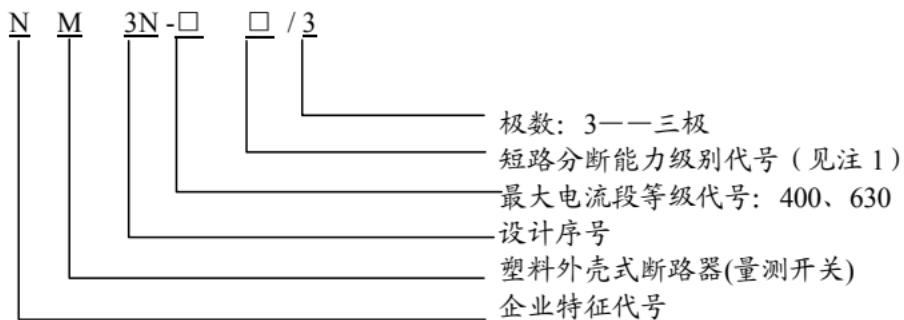 N M 3N-□ □ / 3
极数：3——三极
短路分断能力级别代号（见注 1）
最大电流段等级代号：400、630
设计序号
塑料外壳式断路器(量测开关)
企业特征代号